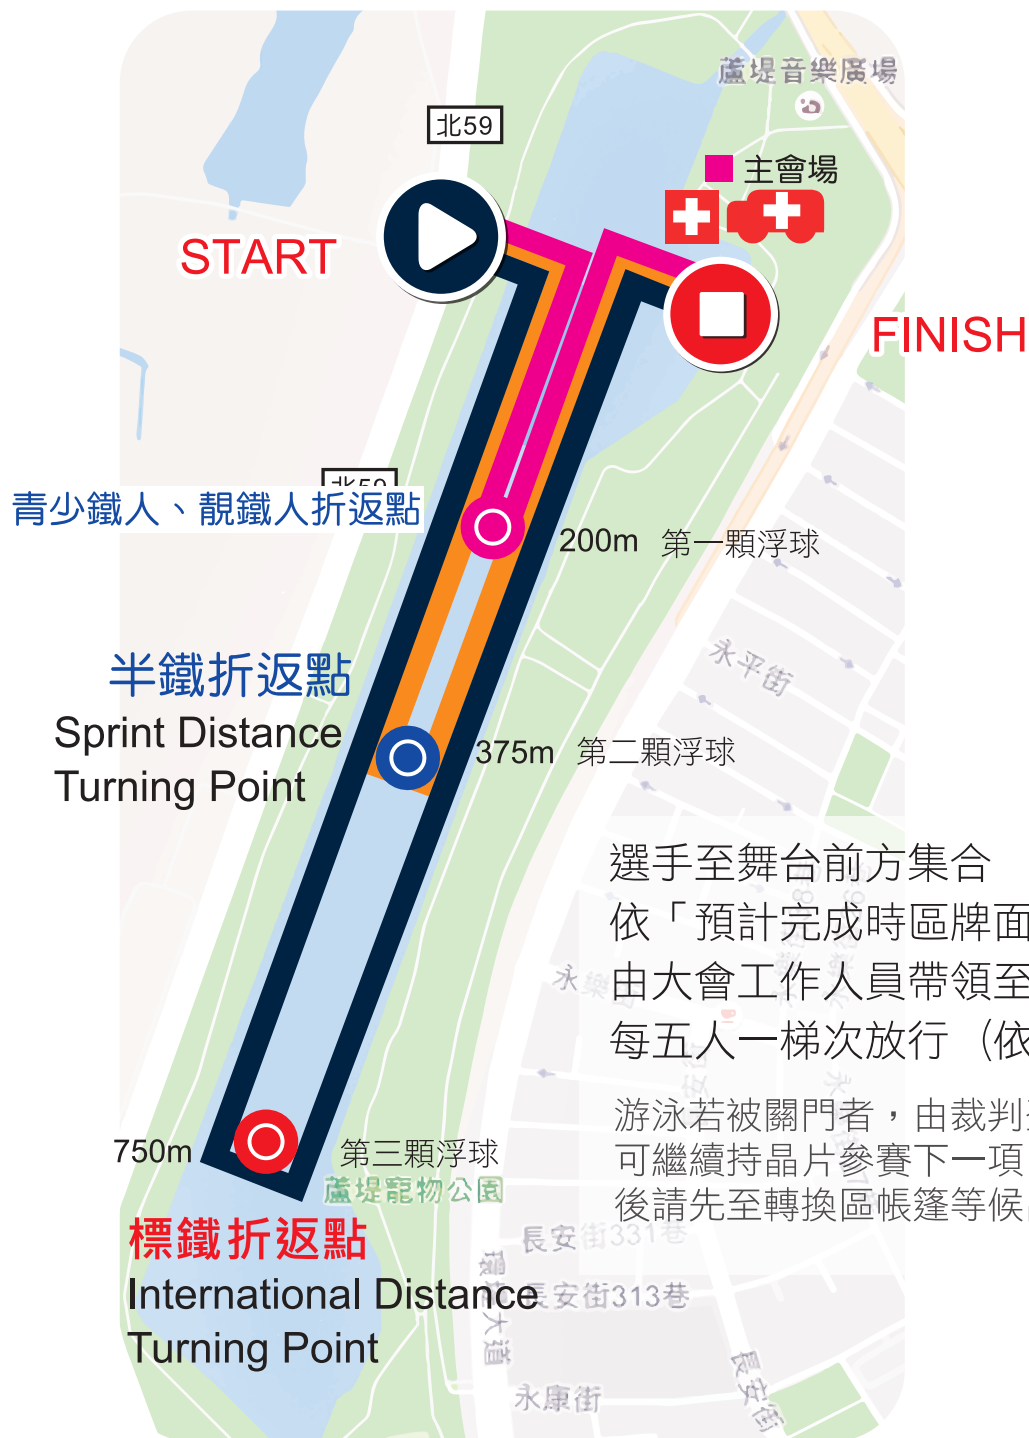 蘆堤音樂廣場
北59
主會場
START
FINISH
北59
青少鐵人、靚鐵人折返點
200m 第一顆浮球
永平街
半鐵折返點
Sprint Distance
Turning Point
375m 第二顆浮球
選手至舞台前方集合
依「預計完成時區牌面
永樂
由大會工作人員帶領至
每五人一梯次放行（依
游泳若被關門者，由裁判
可繼續持晶片參賽下一項
後請先至轉換區帳篷等候
750m 第三顆浮球
蘆堤寵物公園
標鐵折返點
International Distance
Turning Point
長安街331巷
長安街313巷
環堤大道
永康街
長安街